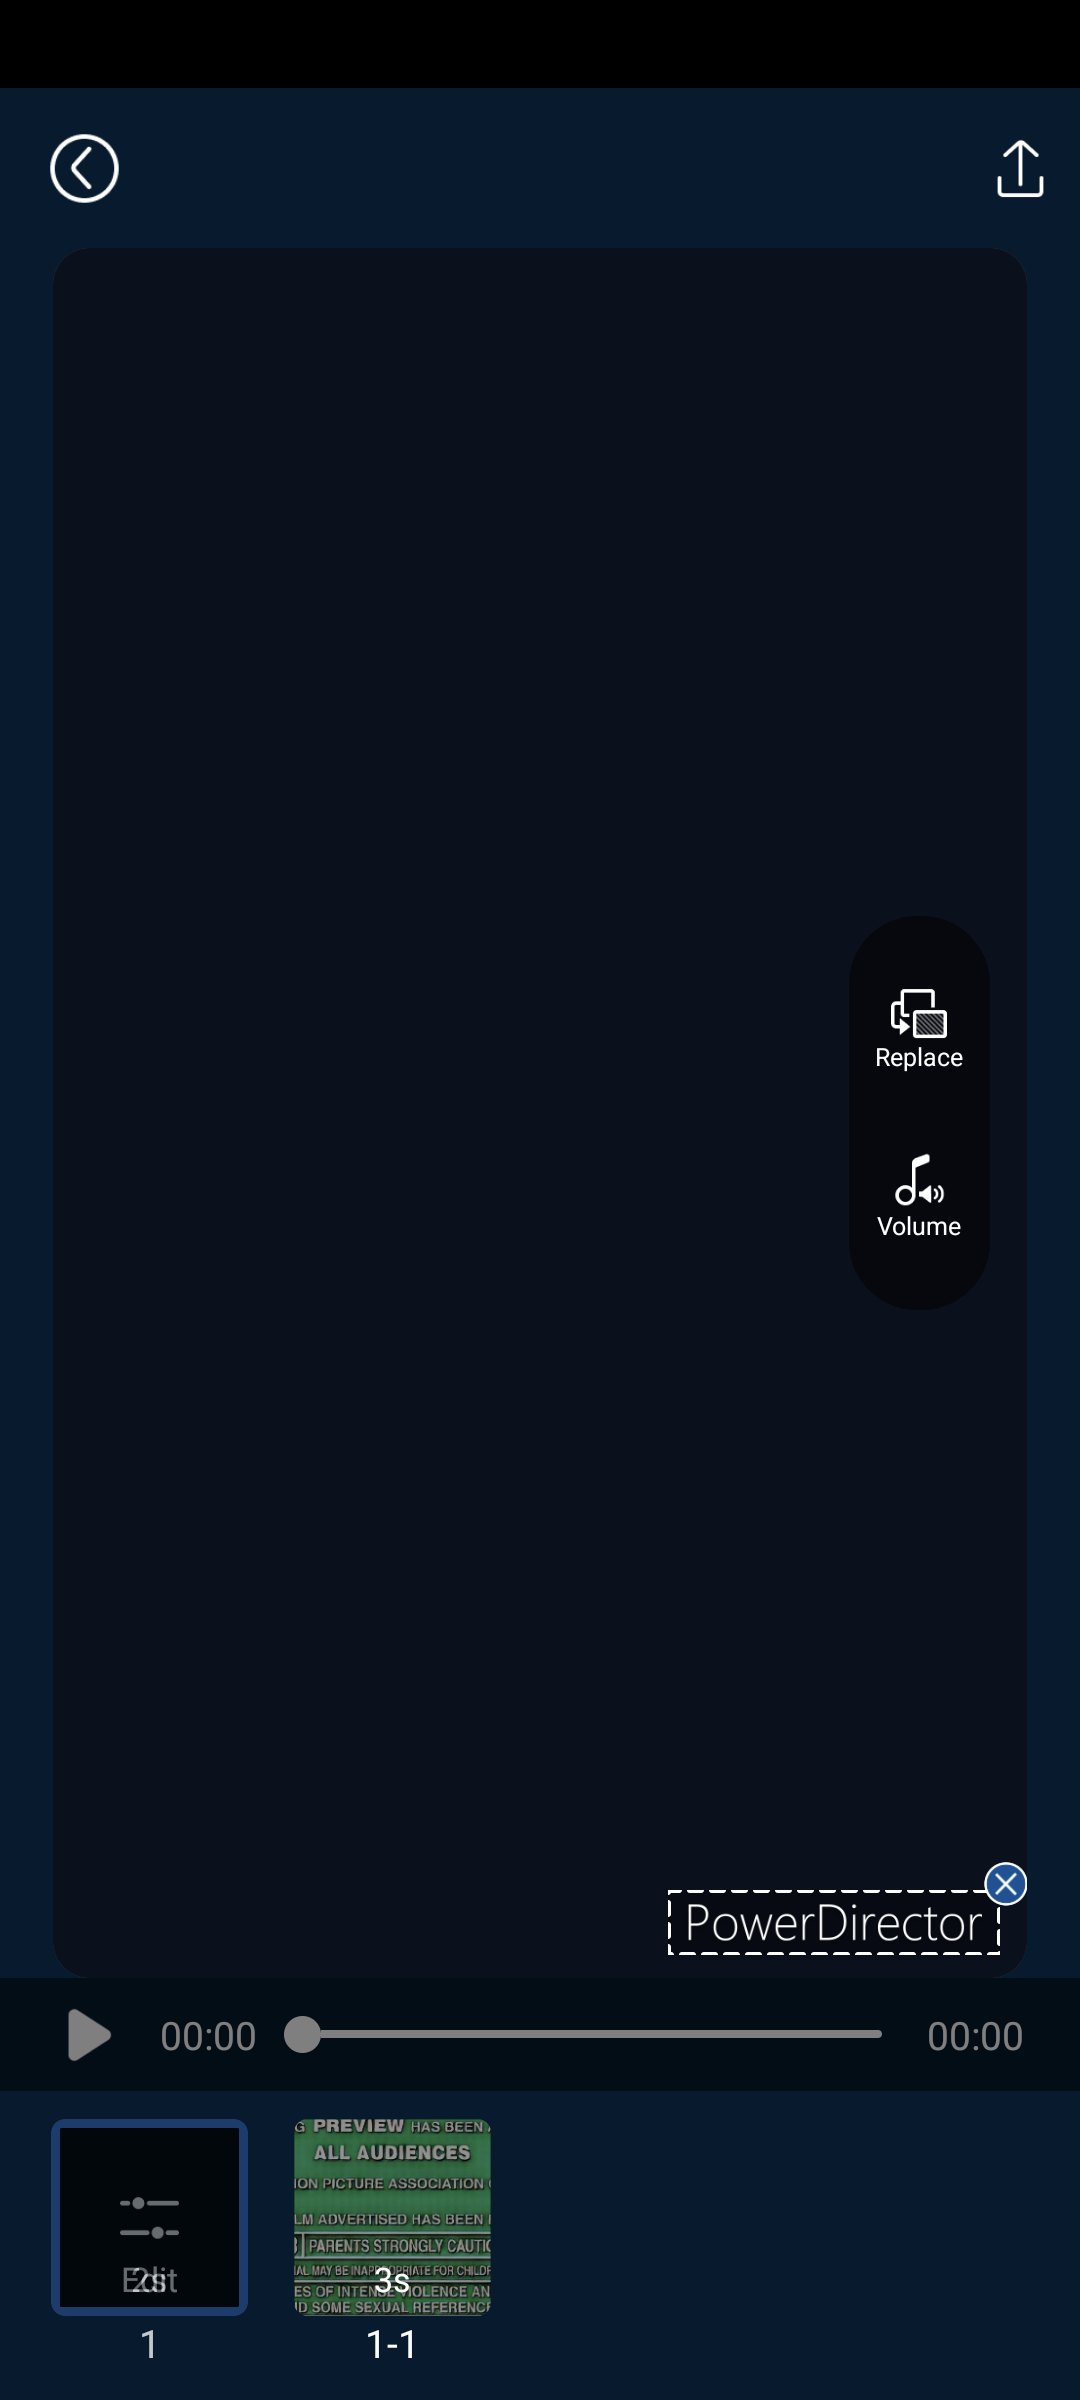 Replace
Volume
PowerDirector
00:00
00:00
G PREVIEW HAS BEEN
ALL AUDIENCES
ION PICTURE ASSOCIATION
LM ADVERTISED HAS BEEN
PARENTS STRONGLY CAUTIO
IAL MAY BE INAPPROPRIATE FOR CHILDR
ES OF INTENSE VIOLENCE AN
D SOME SEXUAL REFERENCE
Edit
2s
3s
1
1-1